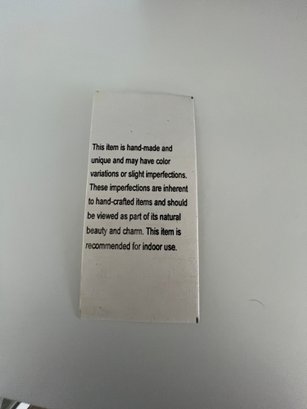 This item is hand-made and
unique and may have color
variations or slight imperfections.
These imperfections are inherent
to hand-crafted items and should
be viewed as part of its natural
beauty and charm. This item is
recommended for indoor use.